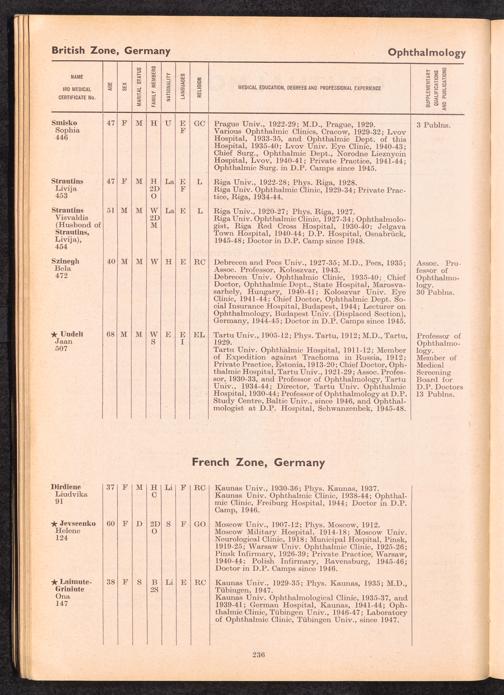 British Zone, Germany
Ophthalmology
NAME
IRO MEDICAL
CERTIFICATE No.
AGE
SEX
MARITAL STATUS
FAMILY MEMBERS
NATIONALITY
LANGUAGES
RELIGION
MEDICAL EDUCATION, DEGREES AND PROFESSIONAL EXPERIENCE
SUPPLEMENTARY
QUALIFICATIONS
AND PUBLICATIONS
Smisko 47 F M H U E GC Prague Univ., 1922-29; M.D., Prague, 1929. 3 Publns.
Sophia F Various Ophthalmic Clinics, Cracow, 1929-32; Lvov
446 Hospital, 1933-35, and Ophthalmic Dept. of this
Hospital, 1935-40; Lvov Univ. Eye Clinic, 1940-43;
Chief Surg., Ophthalmic Dept., Norodne Lieznycm
Hospital, Lvov, 1940-41; Private Practice, 1941-44;
Ophthalmic Surg. in D.P. Camps since 1945.
Strautins 47 F M H La E L Riga Univ., 1922-28; Phys. Riga, 1928.
Livija 2D F Riga Univ. Ophthalmic Clinic, 1929-34; Private Prac-
453 O tice, Riga, 1934-44.
Strautins 51 M M W La E L Riga Univ., 1920-27; Phys. Riga, 1927.
Visvaldis 2D Riga Univ. Ophthalmic Clinic, 1927-34; Ophthalmolo-
(Husbond of M gist, Riga Red Cross Hospital, 1930-40; Jelgava
Strautins, Town Hospital, 1940-44; D.P. Hospital, Osnabrück,
Livija), 1945-48; Doctor in D.P. Camp since 1948.
454
Szinegh 40 M M W H E RC Debrecen and Pecs Univ., 1927-35; M.D., Pecs, 1935; Assoc. Pro-
Bela Assoc. Professor, Koloszvar, 1943. fessor of
472 Debrecen Univ. Ophthalmic Clinic, 1935-40; Chief Ophthalmo-
Doctor, Ophthalmic Dept., State Hospital, Marosva- logy.
sarhely, Hungary, 1940-41; Koloszvar Univ. Eye 30 Publns.
Clinic, 1941-44; Chief Doctor, Ophthalmic Dept. So-
cial Insurance Hospital, Budapest, 1944; Lecturer on
Ophthalmology, Budapest Univ. (Displaced Section),
Germany, 1944-45; Doctor in D.P. Camps since 1945.
★ Uudelt 68 M M W E E EL Tartu Univ., 1905-12; Phys. Tartu, 1912; M.D., Tartu, Professor of
Jaan S I 1929. Ophthalmo-
507 Tartu Univ. Ophthalmic Hospital, 1911-12; Member logy.
of Expedition against Trachoma in Russia, 1912; Member of
Private Practice, Estonia, 1913-20; Chief Doctor, Oph- Medical
thalmic Hospital, Tartu Univ., 1921-29; Assoc. Profes- Screening
sor, 1930-33, and Professor of Ophthalmology, Tartu Board for
Univ., 1934-44; Director, Tartu Univ. Ophthalmic D.P. Doctors
Hospital, 1930-44; Professor of Ophthalmology at D.P. 13 Publns.
Study Centre, Baltic Univ., since 1946, and Ophthal-
mologist at D.P. Hospital, Schwanzenbek, 1945-48.
French Zone, Germany
Dirdiene 37 F M H Li F RC Kaunas Univ., 1930-36; Phys. Kaunas, 1937.
Liudvika C Kaunas Univ. Ophthalmic Clinic, 1938-44; Ophthal-
91 mic Clinic, Freiburg Hospital, 1944; Doctor in D.P.
Camp, 1946.
★ Jevseenko 60 F D 2D S F GO Moscow Univ., 1907-12; Phys. Moscow, 1912.
Helene O Moscow Military Hospital, 1914-18; Moscow Univ.
124 Neurological Clinic, 1918; Municipal Hospital, Pinsk,
1919-25; Warsaw Univ. Ophthalmic Clinic, 1925-26;
Pinsk Infirmary, 1926-39; Private Practice, Warsaw,
1940-44; Polish Infirmary, Ravensburg, 1945-46;
Doctor in D.P. Camps since 1946.
★ Laimute- 38 F S B Li E RC Kaunas Univ., 1929-35; Phys. Kaunas, 1935; M.D.,
Griniute 2S Tübingen, 1947.
Ona Kaunas Univ. Ophthalmological Clinic, 1935-37, and
147 1939-41; German Hospital, Kaunas, 1941-44; Oph-
thalmic Clinic, Tübingen Univ., 1946-47; Laboratory
of Ophthalmic Clinic, Tübingen Univ., since 1947.
236